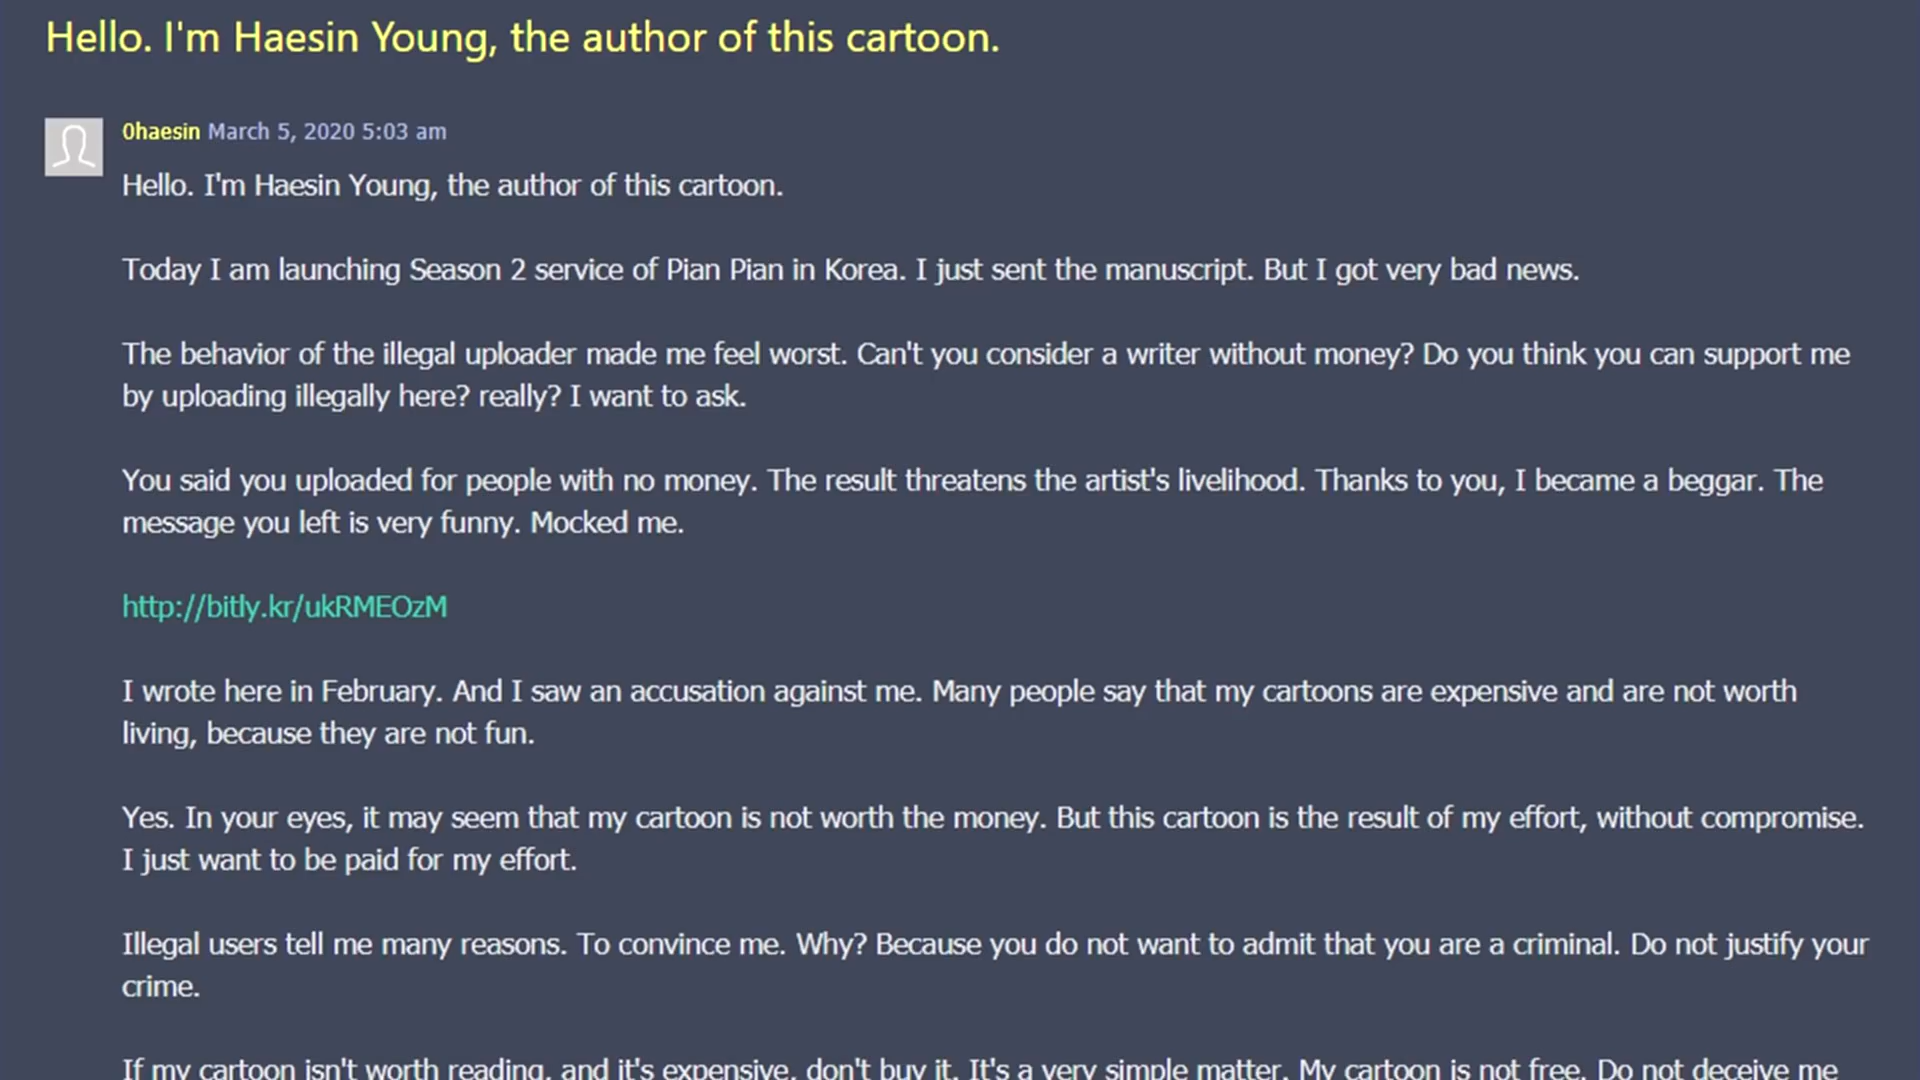 Hello. I'm Haesin Young, the author of this cartoon.
0haesin March 5, 2020 5:03 am
Hello. I'm Haesin Young, the author of this cartoon.
Today I am launching Season 2 service of Pian Pian in Korea. I just sent the manuscript. But I got very bad news.
The behavior of the illegal uploader made me feel worst. Can't you consider a writer without money? Do you think you can support me
by uploading illegally here? really? I want to ask.
You said you uploaded for people with no money. The result threatens the artist's livelihood. Thanks to you, I became a beggar. The
message you left is very funny. Mocked me.
http://bitly.kr/ukRMEOzM
I wrote here in February. And I saw an accusation against me. Many people say that my cartoons are expensive and are not worth
living, because they are not fun.
Yes. In your eyes, it may seem that my cartoon is not worth the money. But this cartoon is the result of my effort, without compromise.
I just want to be paid for my effort.
Illegal users tell me many reasons. To convince me. Why? Because you do not want to admit that you are a criminal. Do not justify your
crime.
If my cartoon isn't worth reading, and it's expensive, don't buy it. It's a very simple matter. My cartoon is not free. Do not deceive me